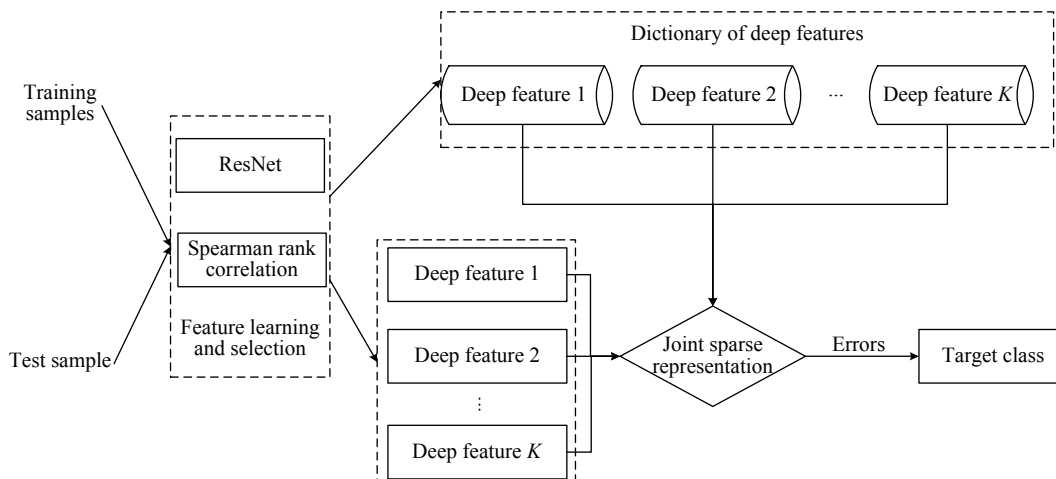 Training
samples
Test sample
ResNet
Spearman rank
correlation
Feature learning
and selection
Dictionary of deep features
Deep feature 1
Deep feature 2
...
Deep feature K
Deep feature 1
Deep feature 2
...
Deep feature K
Joint sparse
representation
Errors
Target class